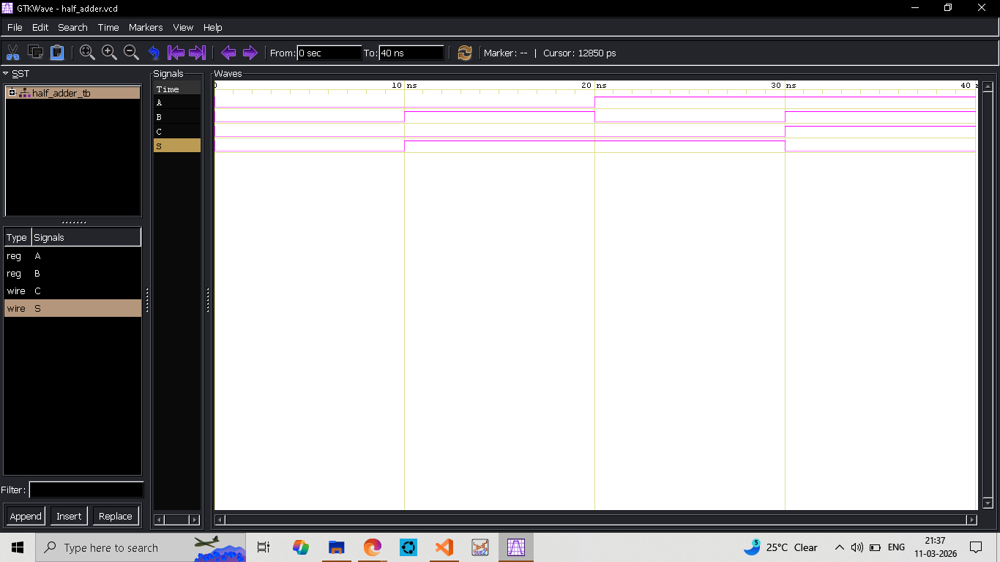 GTKWave - half_adder.vcd
File Edit Search Time Markers View Help
From: 0 sec To: 40 ns Marker: -- | Cursor: 12850 ps
SST
half_adder_tb
Type Signals
reg A
reg B
wire C
wire S
Filter:
Append Insert Replace
Signals
Time
A
B
C
S
Waves
0 10 ns 20 ns 30 ns 40 n
Type here to search
5
25°C Clear
ENG
21:37
11-03-2026